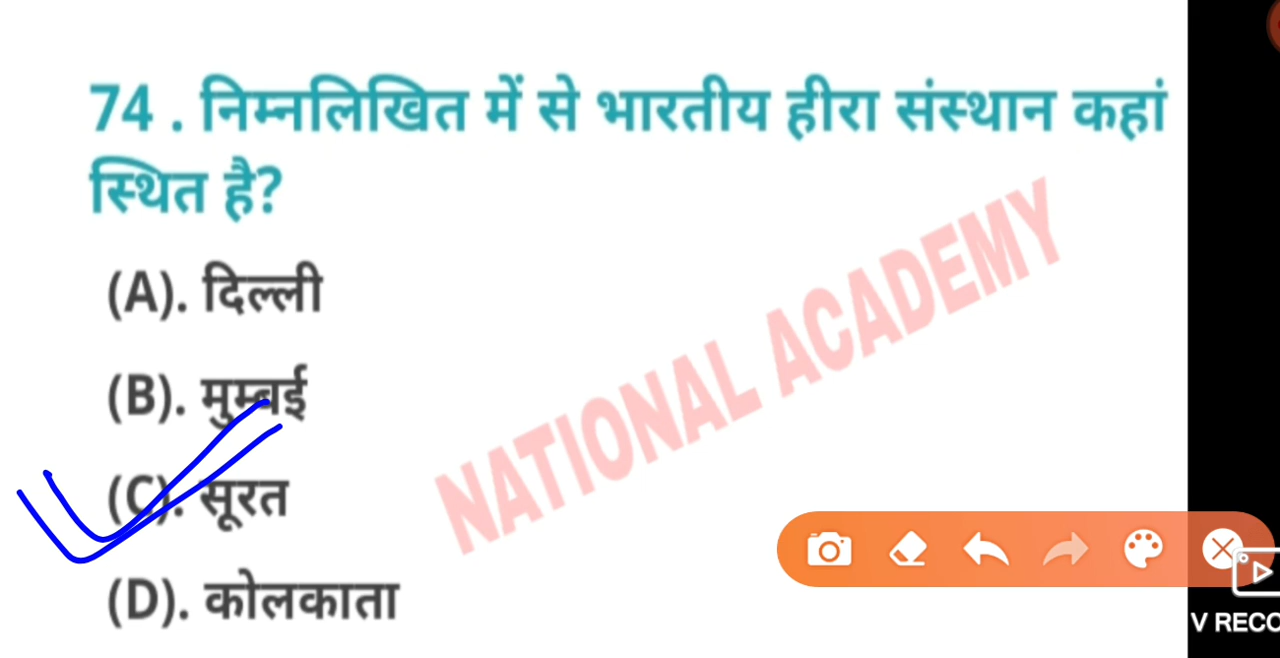 74 . निम्नलिखित में से भारतीय हीरा संस्थान कहां
स्थित है?
(A). दिल्ली
(B). मुम्बई
(C). सूरत
(D). कोलकाता
NATIONAL ACADEMY
V RECO